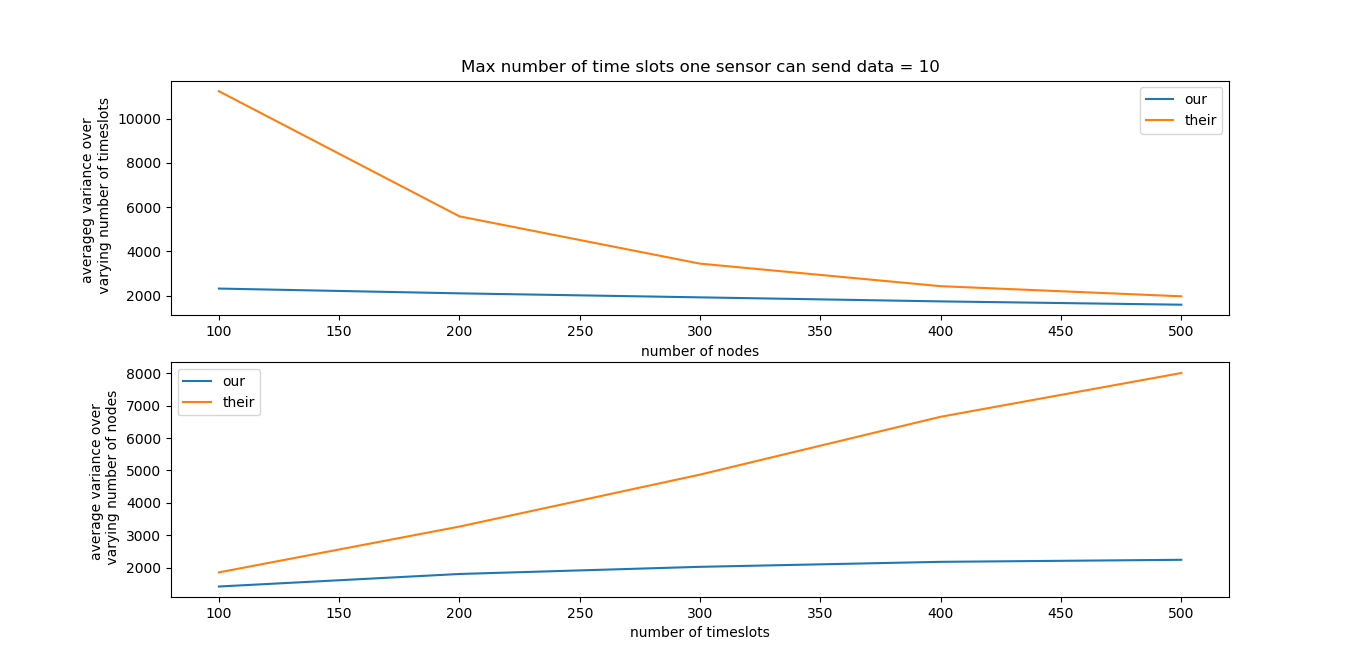 Max number of time slots one sensor can send data = 10
averageg variance over
varying number of timeslots
10000
8000
6000
4000
2000
our
their
100 150 200 250 300 350 400 450 500
number of nodes
average variance over
varying number of nodes
8000
7000
6000
5000
4000
3000
2000
our
their
100 150 200 250 300 350 400 450 500
number of timeslots